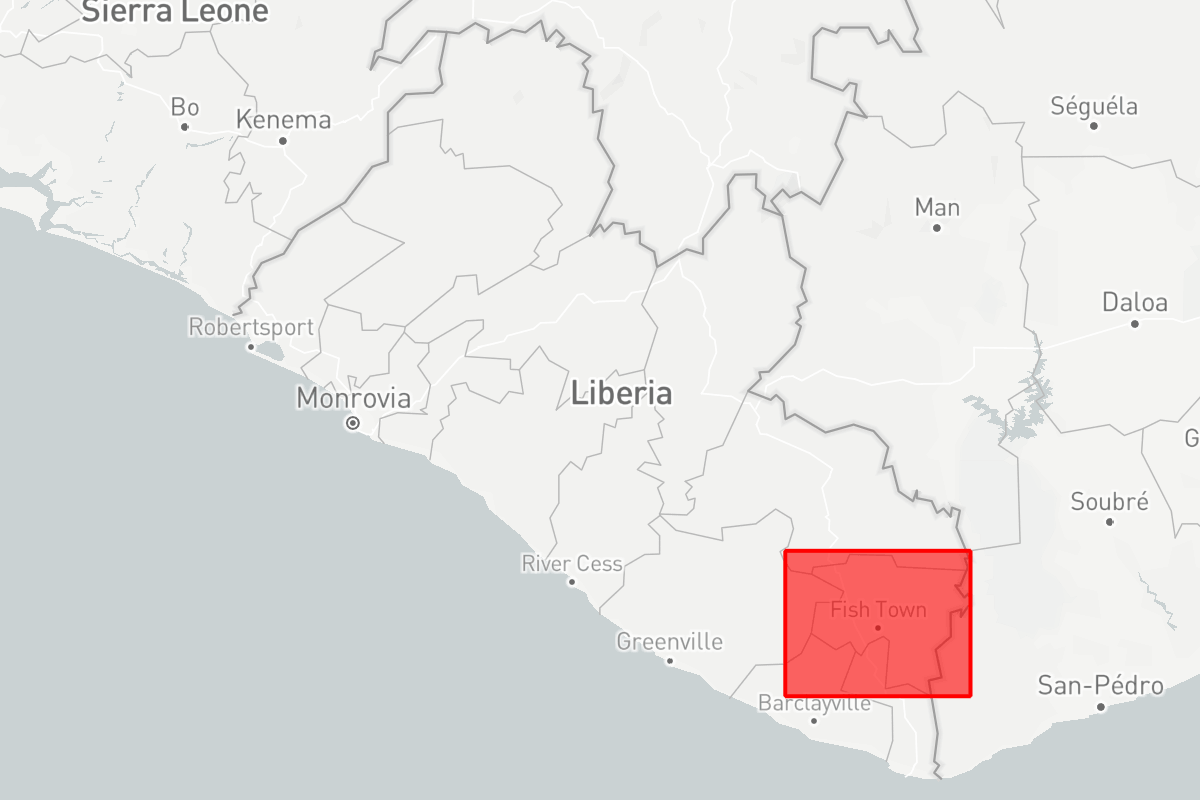 Sierra Leone
Bo
Kenema
Séguéla
Man
Daloa
Robertsport
Monrovia
Liberia
G
Soubré
River Cess
Fish Town
Greenville
San-Pédro
Barclayville